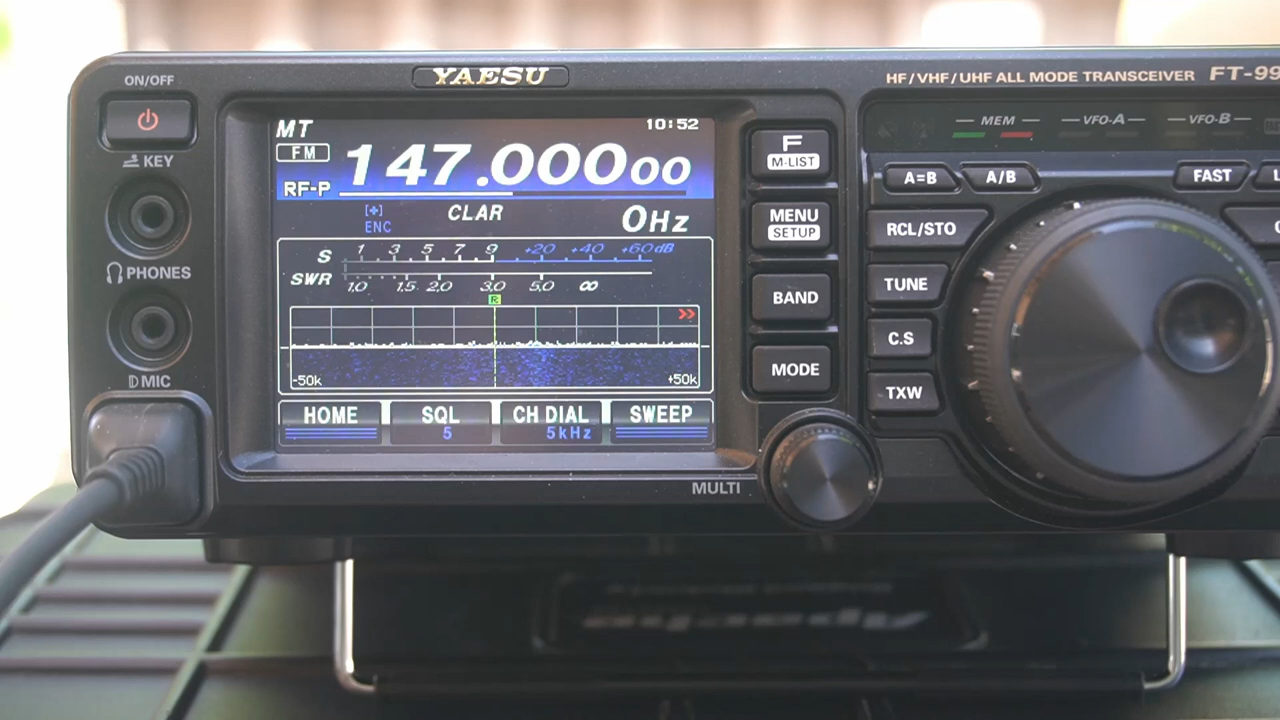 ON/OFF
YAESU
HF/VHF/UHF ALL MODE TRANSCEIVER FT-99
KEY
PHONES
MIC
MT 10:52
FM 147.00000
RF-P
[+] CLAR 0Hz
ENC
S 1 3 5 7 9 +20 +40 +60dB
SWR 1.0 1.5 2.0 3.0 5.0 ∞
R
>>
-50k +50k
HOME SQL CH DIAL SWEEP
5 5kHz
F
M-LIST
MENU
SETUP
BAND
MODE
MULTI
MEM VFO-A VFO-B
A=B A/B FAST L
RCL/STO
TUNE
C.S
TXW